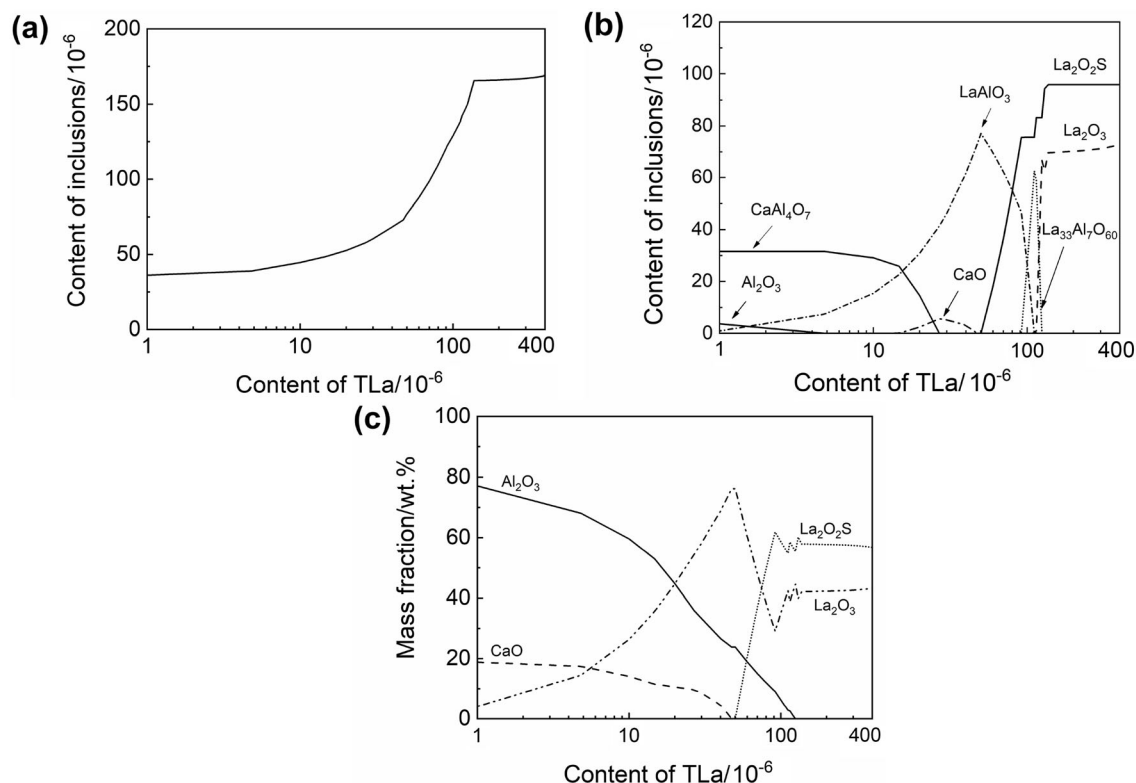 (a)
200
150
100
50
0
Content of inclusions/10⁻⁶
1
10
100
400
Content of TLa/10⁻⁶
(b)
120
100
80
60
40
20
0
Content of inclusions/10⁻⁶
La₂O₂S
LaAlO₃
La₂O₃
CaAl₄O₇
La₃₃Al₇O₆₀
Al₂O₃
CaO
1
10
100
400
Content of TLa/10⁻⁶
(c)
100
80
60
40
20
0
Mass fraction/wt.%
Al₂O₃
La₂O₂S
La₂O₃
CaO
1
10
100
400
Content of TLa/10⁻⁶